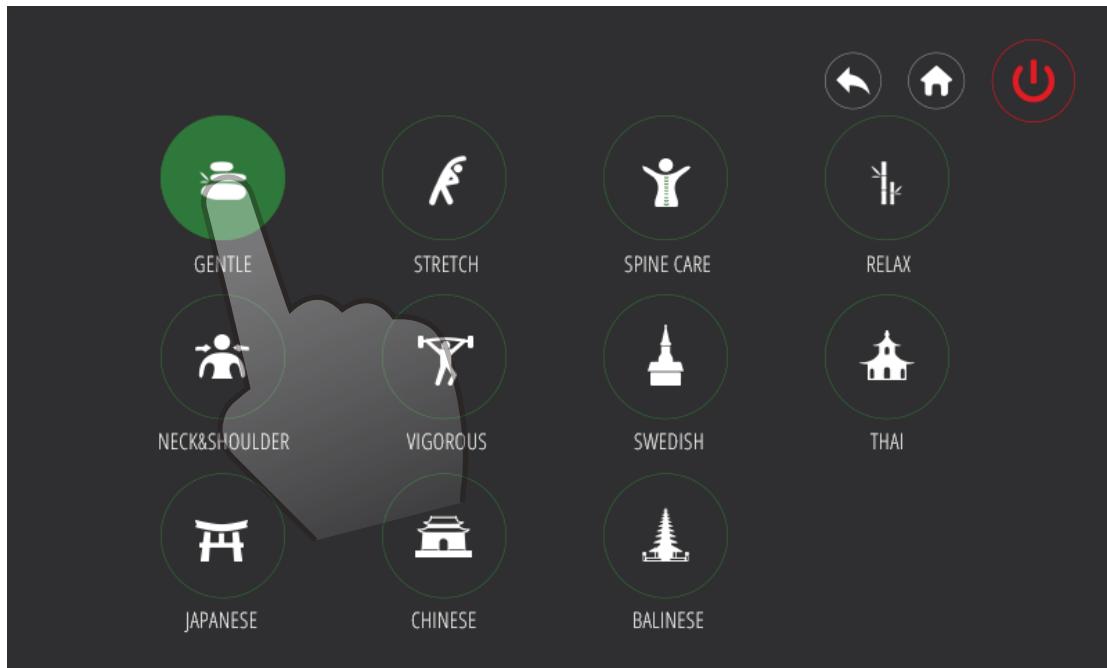 GENTLE
STRETCH
SPINE CARE
RELAX
NECK&SHOULDER
VIGOROUS
SWEDISH
THAI
JAPANESE
CHINESE
BALINESE